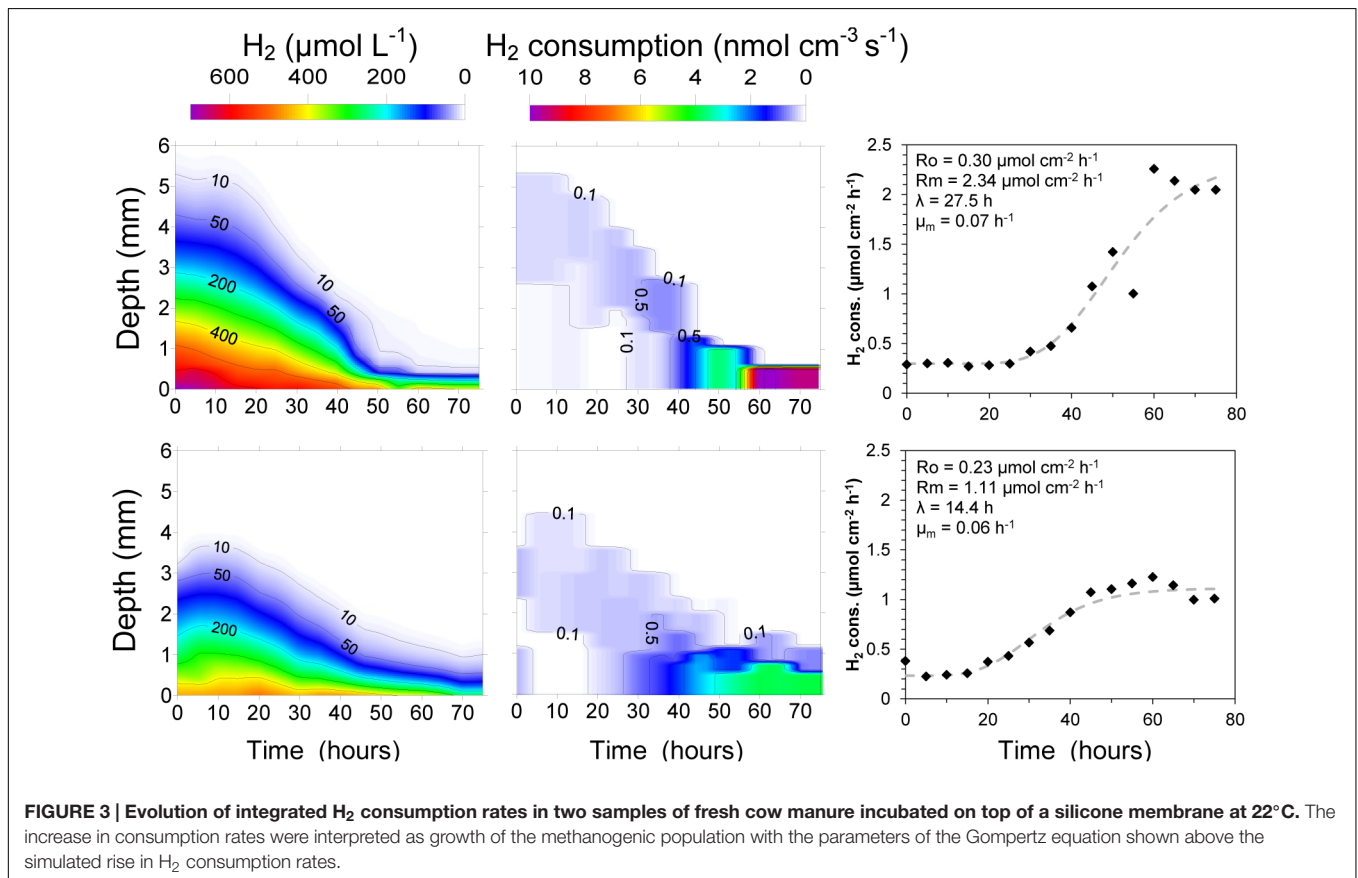 H₂ (µmol L⁻¹) H₂ consumption (nmol cm⁻³ s⁻¹)
600 400 200 0 10 8 6 4 2 0
Depth (mm)
6
5
4
3
2
1
0
10
50
200
400
10
50
0 10 20 30 40 50 60 70
0.1
0.1
0.5
0.5
0.1
0 10 20 30 40 50 60 70
H₂ cons. (µmol cm⁻² h⁻¹)
2.5
2
1.5
1
0.5
0
Ro = 0.30 µmol cm⁻² h⁻¹
Rm = 2.34 µmol cm⁻² h⁻¹
λ = 27.5 h
µₘ = 0.07 h⁻¹
0 20 40 60 80
Depth (mm)
6
5
4
3
2
1
0
10
50
200
10
50
0 10 20 30 40 50 60 70
Time (hours)
0.1
0.1
0.5
0.1
0 10 20 30 40 50 60 70
Time (hours)
H₂ cons. (µmol cm⁻² h⁻¹)
2.5
2
1.5
1
0.5
0
Ro = 0.23 µmol cm⁻² h⁻¹
Rm = 1.11 µmol cm⁻² h⁻¹
λ = 14.4 h
µₘ = 0.06 h⁻¹
0 20 40 60 80
Time (hours)
FIGURE 3 | Evolution of integrated H₂ consumption rates in two samples of fresh cow manure incubated on top of a silicone membrane at 22°C. The
increase in consumption rates were interpreted as growth of the methanogenic population with the parameters of the Gompertz equation shown above the
simulated rise in H₂ consumption rates.